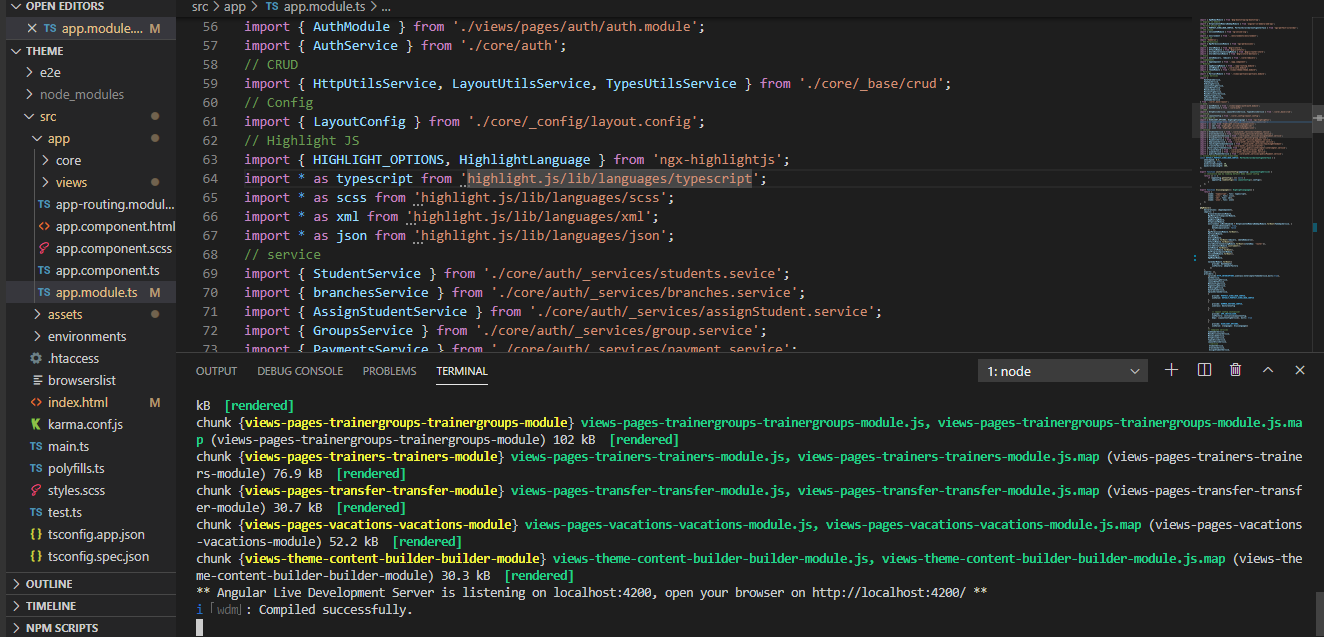 OPEN EDITORS
TS app.module.... M
THEME
e2e
node_modules
src
app
core
views
TS app-routing.modul...
app.component.html
app.component.scss
TS app.component.ts
TS app.module.ts M
assets
environments
.htaccess
browserslist
index.html M
karma.conf.js
TS main.ts
TS polyfills.ts
styles.scss
TS test.ts
{} tsconfig.app.json
{} tsconfig.spec.json
OUTLINE
TIMELINE
NPM SCRIPTS
src > app > TS app.module.ts > ...
56 import { AuthModule } from './views/pages/auth/auth.module';
57 import { AuthService } from './core/auth';
58 // CRUD
59 import { HttpUtilsService, LayoutUtilsService, TypesUtilsService } from './core/_base/crud';
60 // Config
61 import { LayoutConfig } from './core/_config/layout.config';
62 // Highlight JS
63 import { HIGHLIGHT_OPTIONS, HighlightLanguage } from 'ngx-highlightjs';
64 import * as typescript from 'highlight.js/lib/languages/typescript';
65 import * as scss from 'highlight.js/lib/languages/scss';
66 import * as xml from 'highlight.js/lib/languages/xml';
67 import * as json from 'highlight.js/lib/languages/json';
68 // service
69 import { StudentService } from './core/auth/_services/students.sevice';
70 import { branchesService } from './core/auth/_services/branches.service';
71 import { AssignStudentService } from './core/auth/_services/assignStudent.service';
72 import { GroupsService } from './core/auth/_services/group.service';
73 import { PaymentsService } from './core/auth/_services/payment.service';
OUTPUT DEBUG CONSOLE PROBLEMS TERMINAL 1: node
kB [rendered]
chunk {views-pages-trainergroups-trainergroups-module} views-pages-trainergroups-trainergroups-module.js, views-pages-trainergroups-trainergroups-module.js.ma
p (views-pages-trainergroups-trainergroups-module) 102 kB [rendered]
chunk {views-pages-trainers-trainers-module} views-pages-trainers-trainers-module.js, views-pages-trainers-trainers-module.js.map (views-pages-trainers-traine
rs-module) 76.9 kB [rendered]
chunk {views-pages-transfer-transfer-module} views-pages-transfer-transfer-module.js, views-pages-transfer-transfer-module.js.map (views-pages-transfer-transf
er-module) 30.7 kB [rendered]
chunk {views-pages-vacations-vacations-module} views-pages-vacations-vacations-module.js, views-pages-vacations-vacations-module.js.map (views-pages-vacations
-vacations-module) 52.2 kB [rendered]
chunk {views-theme-content-builder-builder-module} views-theme-content-builder-builder-module.js, views-theme-content-builder-builder-module.js.map (views-the
me-content-builder-builder-module) 30.3 kB [rendered]
** Angular Live Development Server is listening on localhost:4200, open your browser on http://localhost:4200/ **
i ｢wdm｣: Compiled successfully.